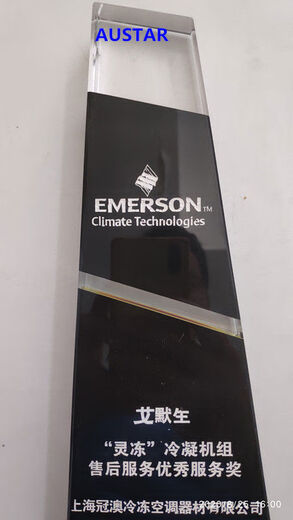 AUSTAR
EMERSON™
Climate Technologies
艾默生
“灵冻”冷凝机组
售后服务优秀服务奖
上海冠澳冷冻空调器材有限公司